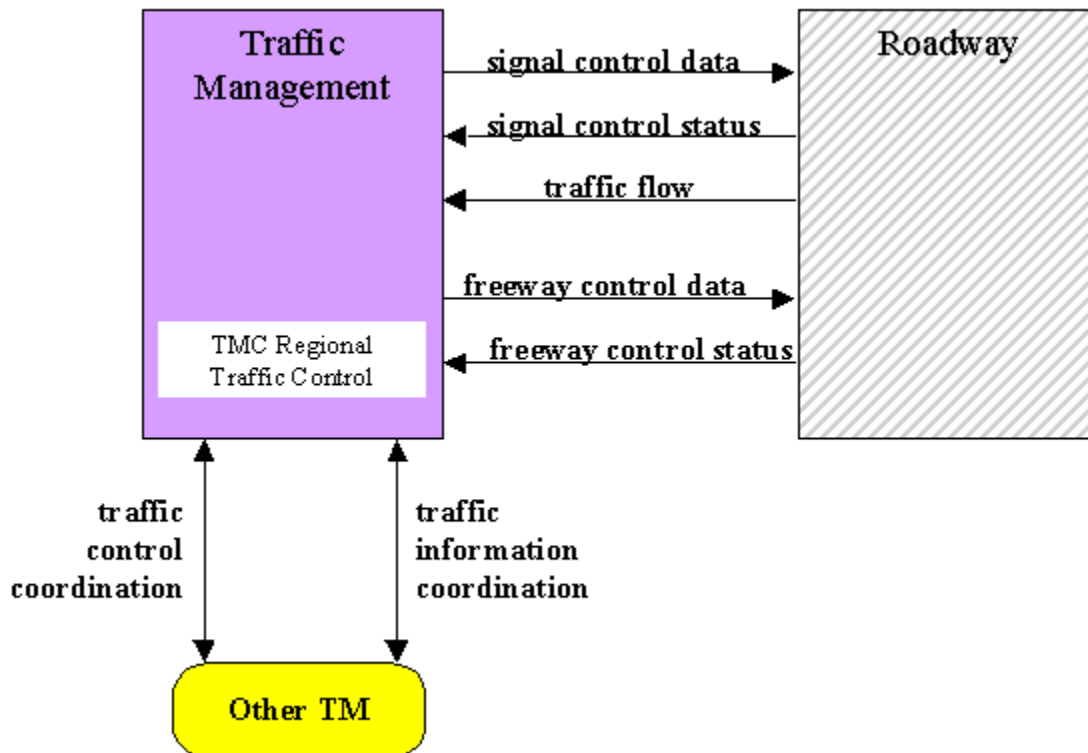 Traffic
Management
Roadway
signal control data
signal control status
traffic flow
freeway control data
freeway control status
TMC Regional
Traffic Control
traffic
control
coordination
traffic
information
coordination
Other TM